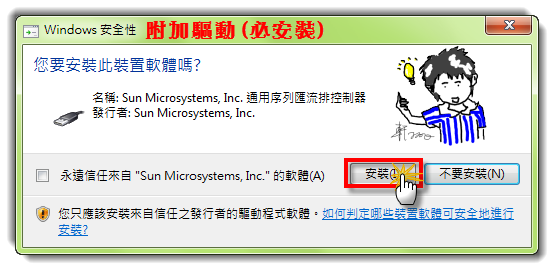 Windows 安全性 附加驅動(必安裝)
您要安裝此裝置軟體嗎?
名稱: Sun Microsystems, Inc. 通用序列匯流排控制器
發行者: Sun Microsystems, Inc.
軒
永遠信任來自 "Sun Microsystems, Inc." 的軟體(A)
安裝(I
不要安裝(N)
您只應該安裝來自信任之發行者的驅動程式軟體。如何判定哪些裝置軟體可安全地進行
安裝?